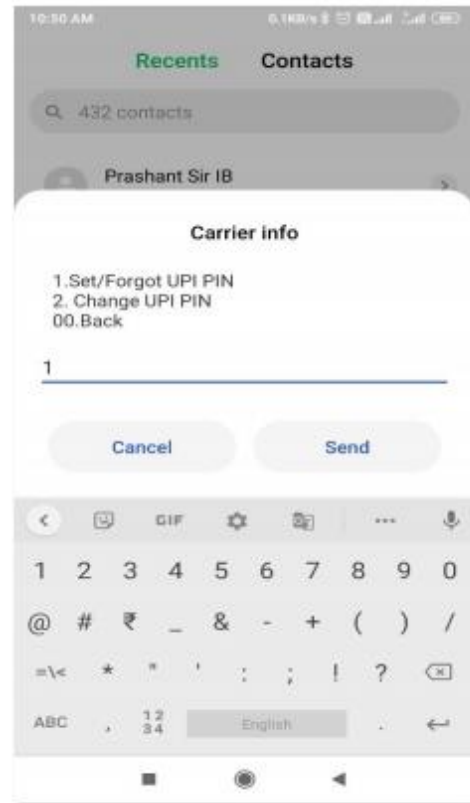 10:50 AM
0.1KB/s
Recents Contacts
432 contacts
Prashant Sir IB
Carrier info
1.Set/Forgot UPI PIN
2. Change UPI PIN
00.Back
1
Cancel Send
GIF
1 2 3 4 5 6 7 8 9 0
@ # ₹ _ & - + ( ) /
=\< * " ' : ; ! ?
ABC , 12 34 English .